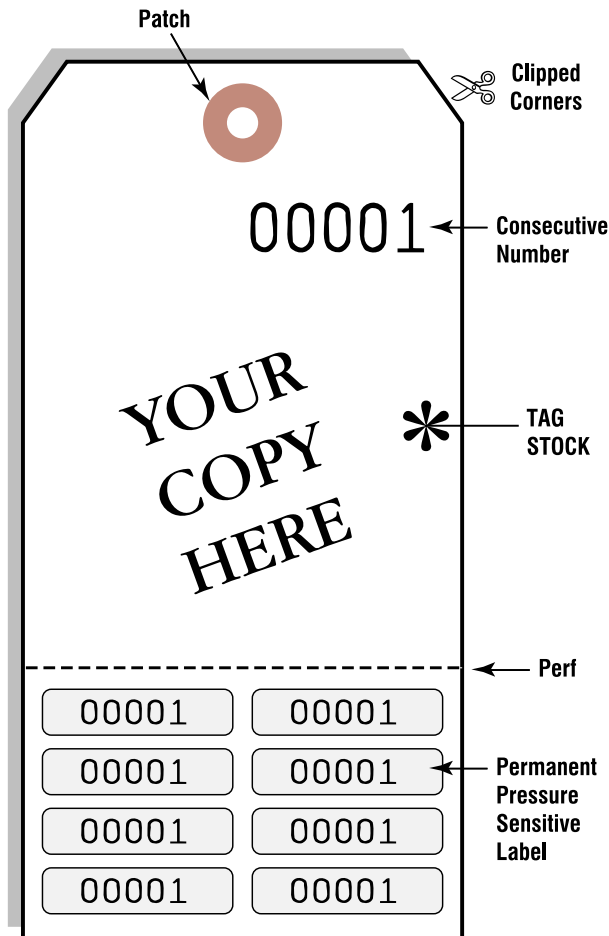 Patch
Clipped
Corners
00001
Consecutive
Number
YOUR
COPY
HERE
*
TAG
STOCK
Perf
00001 00001
00001 00001
Permanent
Pressure
Sensitive
Label
00001 00001
00001 00001